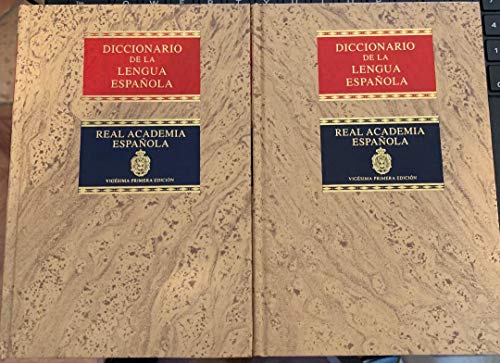 DICCIONARIO
DE LA
LENGUA
ESPAÑOLA
REAL ACADEMIA
ESPAÑOLA
VIGÉSIMA PRIMERA EDICIÓN
DICCIONARIO
DE LA
LENGUA
ESPAÑOLA
REAL ACADEMIA
ESPAÑOLA
VIGÉSIMA PRIMERA EDICIÓN